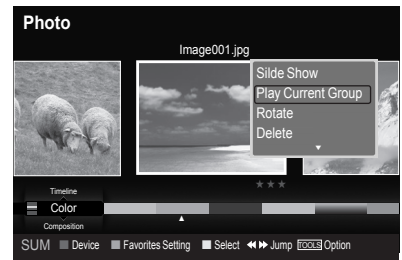 Photo
Image001.jpg
Silde Show
Play Current Group
Rotate
Delete
Timeline
Color
Composition
SUM Device Favorites Setting Select Jump TOOLS Option